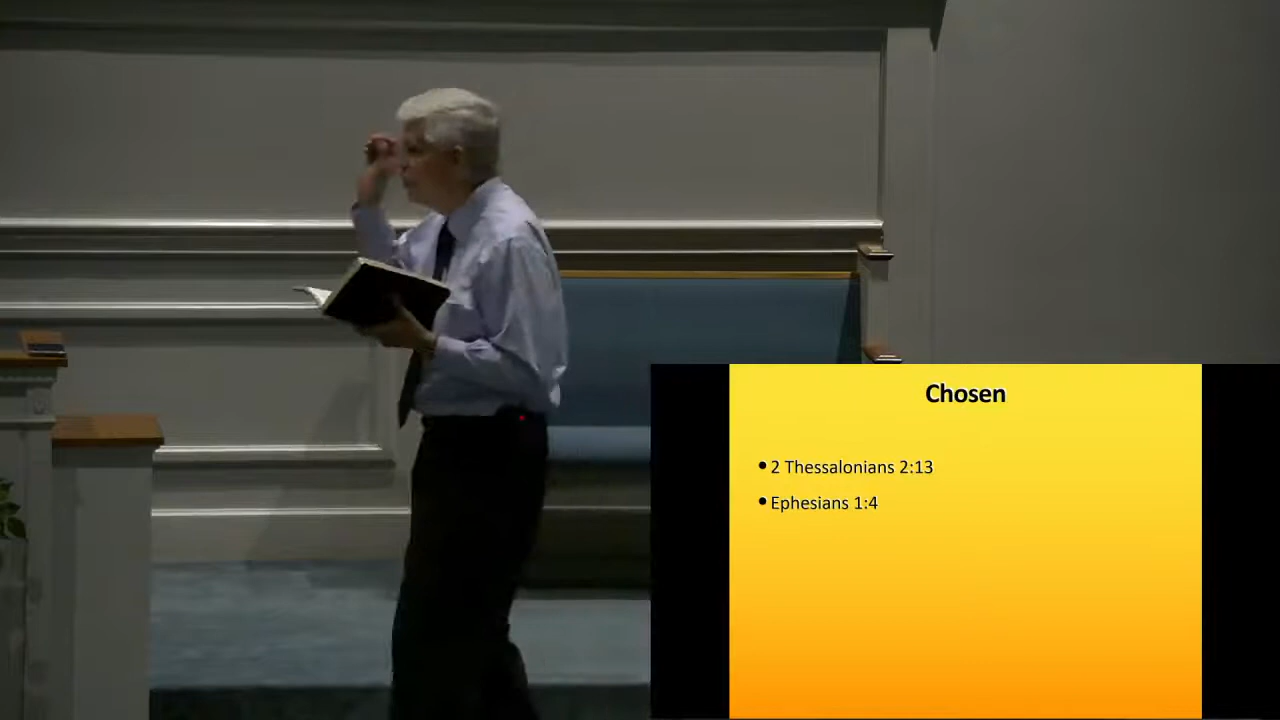 Chosen
• 2 Thessalonians 2:13
• Ephesians 1:4